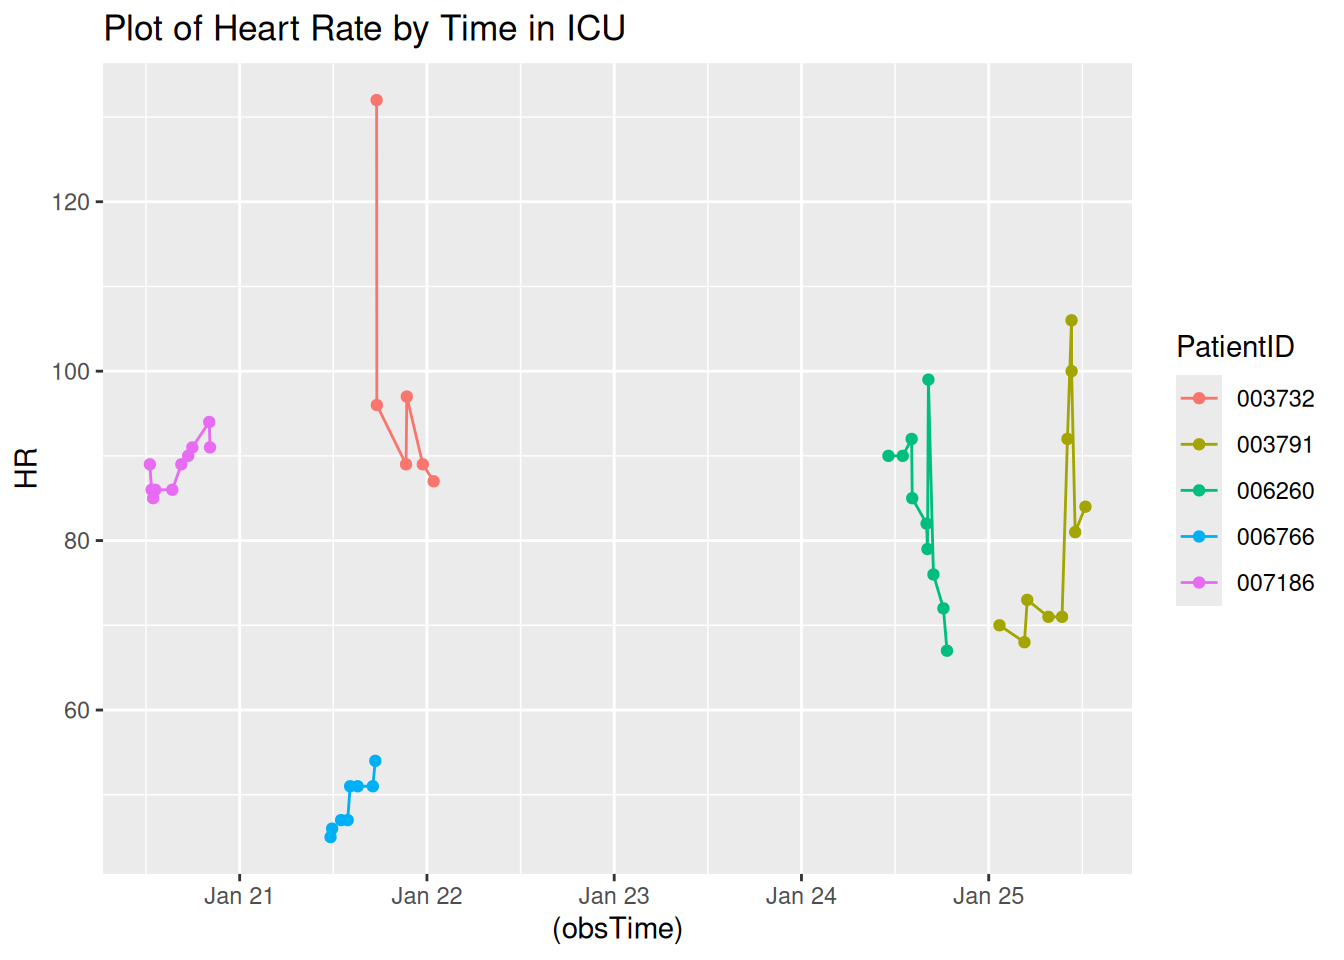 Plot of Heart Rate by Time in ICU
HR
120
100
80
60
Jan 21
Jan 22
Jan 23
Jan 24
Jan 25
(obsTime)
PatientID
003732
003791
006260
006766
007186